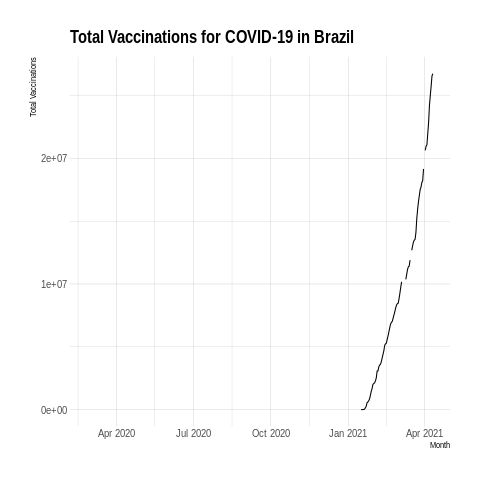 Total Vaccinations for COVID-19 in Brazil
Total Vaccinations
2e+07
1e+07
0e+00
Apr 2020 Jul 2020 Oct 2020 Jan 2021 Apr 2021
Month